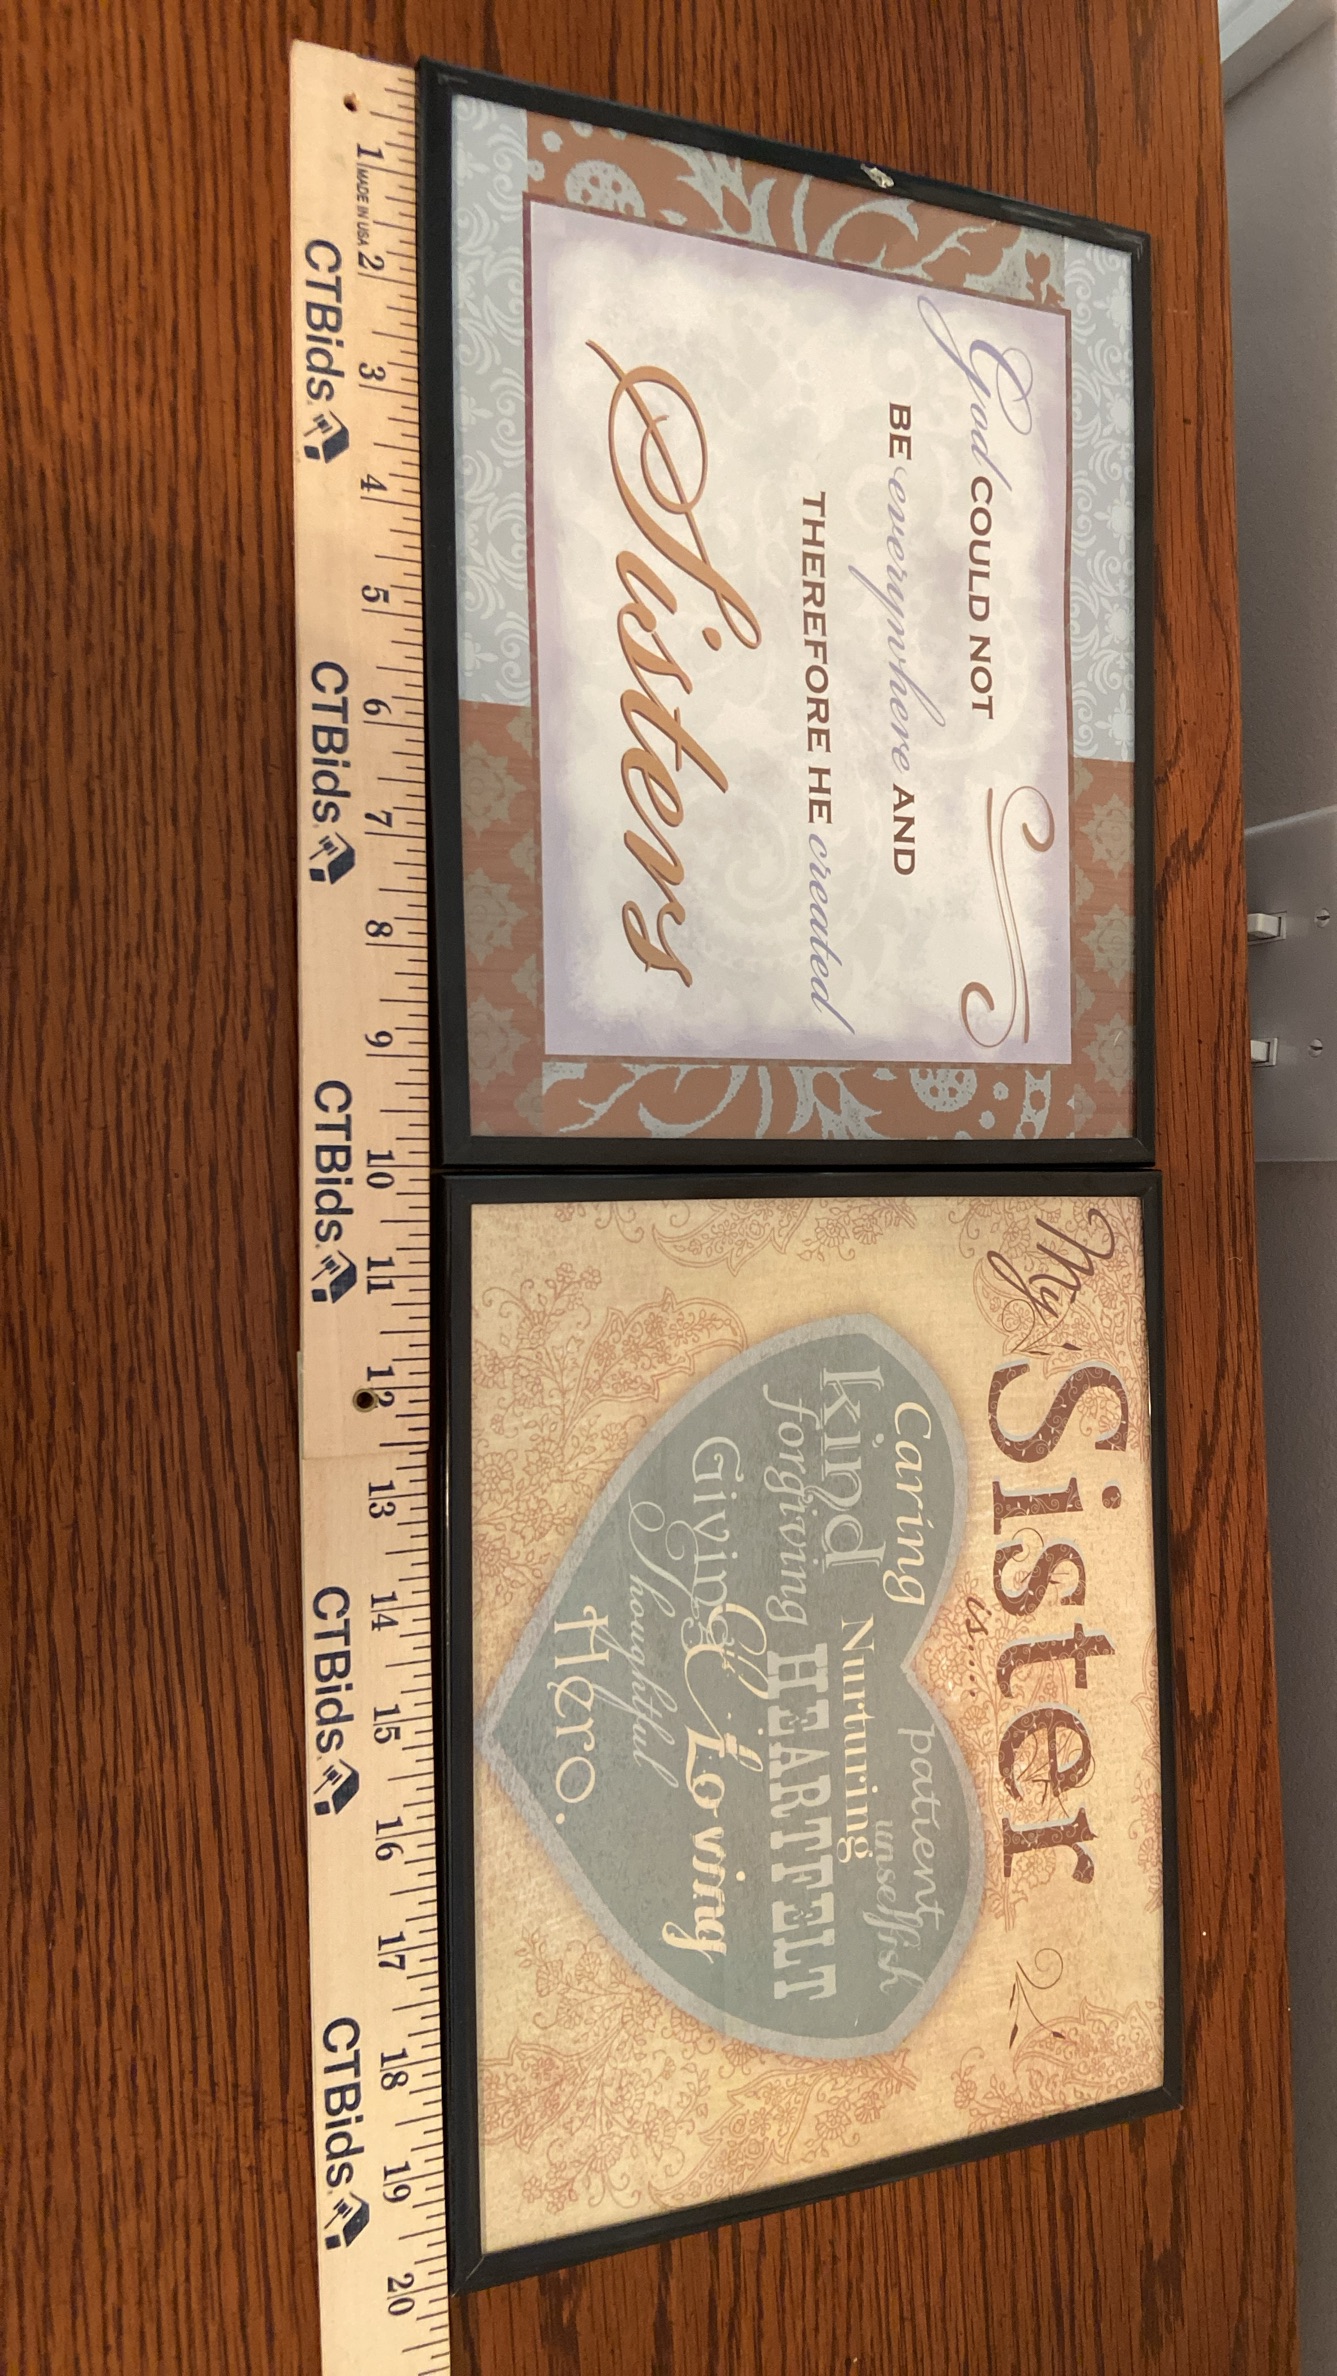 God COULD NOT
BE everywhere AND
THEREFORE HE created
Sisters
My Sister
is....
Caring patient
kind Nurturing unselfish
forgiving HEARTFELT
Giving Loving
Thoughtful
Hero.
1 2 3 4 5 6 7 8 9 10 11 12 13 14 15 16 17 18 19 20
MADE IN USA
CTBids CTBids CTBids CTBids CTBids